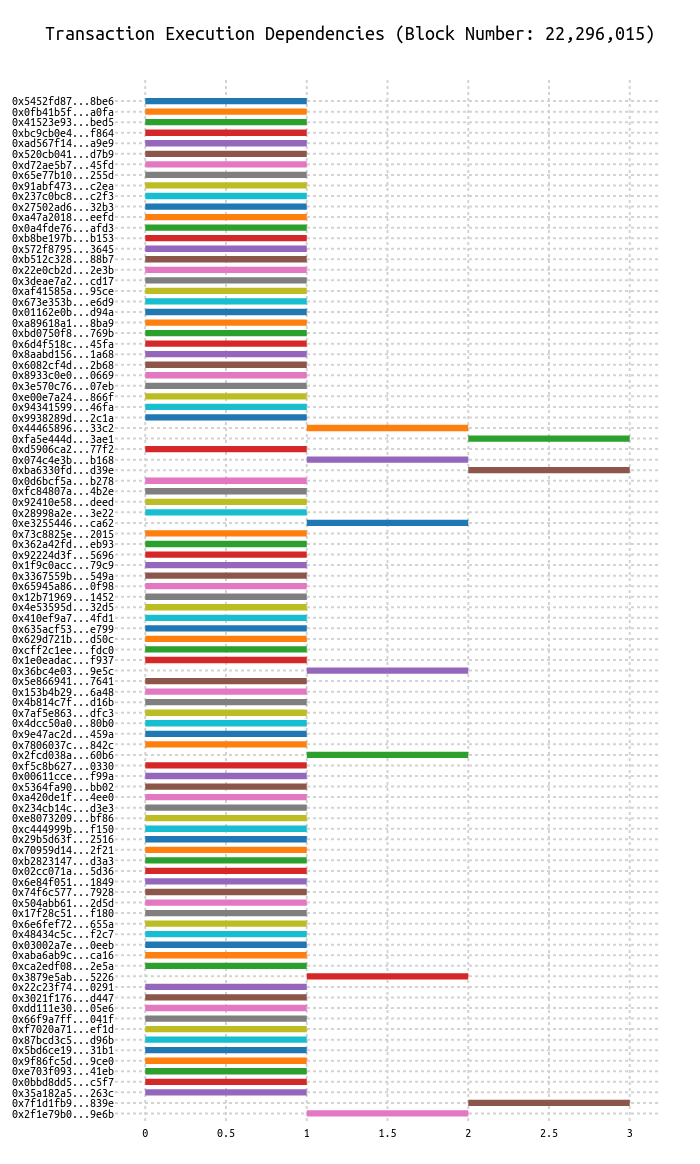 Transaction Execution Dependencies (Block Number: 22,296,015)
0x5452fd87...8be6
0x0fb41b5f...a0fa
0x41523e93...bed5
0xbc9cb0e4...f864
0xad567f14...a9e9
0x520cb041...d7b9
0xd72ae5b7...45fd
0x65e77b10...255d
0x91abf473...c2ea
0x237c0bc8...c2f3
0x27502ad6...32b3
0xa47a2018...eefd
0x0a4fde76...afd3
0xb8be197b...b153
0x572f8795...3645
0xb512c328...88b7
0x22e0cb2d...2e3b
0x3deae7a2...cd17
0xaf41585a...95ce
0x673e353b...e6d9
0x01162e0b...d94a
0xa89618a1...8ba9
0xbd0750f8...769b
0x6d4f518c...45fa
0x8aabd156...1a68
0x6082cf4d...2b68
0x8933c0e0...0669
0x3e570c76...07eb
0xe00e7a24...866f
0x94341599...46fa
0x9938289d...2c1a
0x44465896...33c2
0xfa5e444d...3ae1
0xd5906ca2...77f2
0x074c4e3b...b168
0xba6330fd...d39e
0x0d6bcf5a...b278
0xfc84807a...4b2e
0x92410e58...deed
0x28998a2e...3e22
0xe3255446...ca62
0x73c8825e...2015
0x362a42fd...eb93
0x92224d3f...5696
0x1f9c0acc...79c9
0x3367559b...549a
0x65945a86...0f98
0x12b71969...1452
0x4e53595d...32d5
0x410ef9a7...4fd1
0x635acf53...e799
0x629d721b...d50c
0xcff2c1ee...fdc0
0x1e0eadac...f937
0x36bc4e03...9e5c
0x5e866941...7641
0x153b4b29...6a48
0x4b814c7f...d16b
0x7af5e863...dfc3
0x4dcc50a0...80b0
0x9e47ac2d...459a
0x7806037c...842c
0x2fcd038a...60b6
0xf5c8b627...0330
0x00611cce...f99a
0x5364fa90...bb02
0xa420de1f...4ee0
0x234cb14c...d3e3
0xe8073209...bf86
0xc444999b...f150
0x29b5d63f...2516
0x70959d14...2f21
0xb2823147...d3a3
0x02cc071a...5d36
0x6e84f051...1849
0x74f6c577...7928
0x504abb61...2d5d
0x17f28c51...f180
0x6e6fef72...655a
0x48434c5c...f2c7
0x03002a7e...0eeb
0xaba6ab9c...ca16
0xca2edf08...2e5a
0x3879e5ab...5226
0x22c23f74...0291
0x3021f176...d447
0xdd111e30...05e6
0x66f9a7ff...041f
0xf7020a71...ef1d
0x87bcd3c5...d96b
0x5bd6ce19...31b1
0x9f86fc5d...9ce0
0xe703f093...41eb
0x0bbd8dd5...c5f7
0x35a182a5...263c
0x7f1d1fb9...839e
0x2f1e79b0...9e6b
0 0.5 1 1.5 2 2.5 3